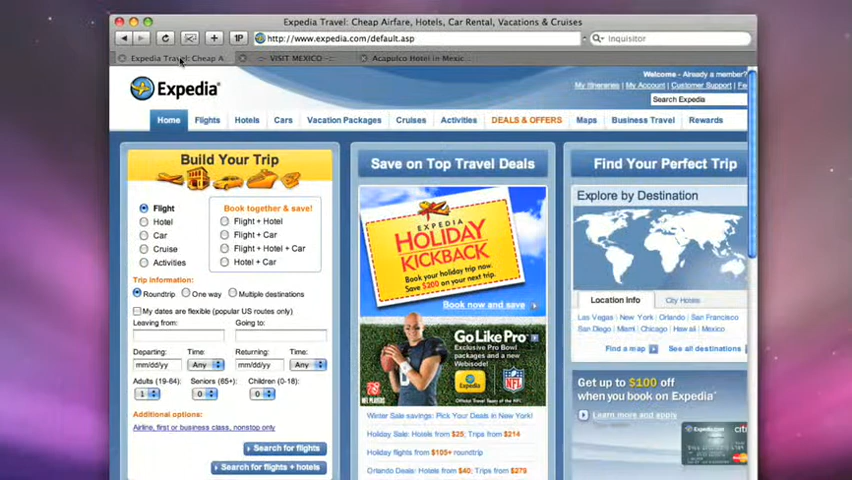 Expedia Travel: Cheap Airfare, Hotels, Car Rental, Vacations & Cruises
1P
http://www.expedia.com/default.asp
Inquisitor
Expedia Travel: Cheap A...
VISIT MEXICO
Acapulco Hotel in Mexic...
Welcome - Already a member?
My Itineraries | My Account | Customer Support | Fe
Expedia
Search Expedia
Home
Flights
Hotels
Cars
Vacation Packages
Cruises
Activities
DEALS & OFFERS
Maps
Business Travel
Rewards
Build Your Trip
Flight
Hotel
Car
Cruise
Activities
Book together & save!
Flight + Hotel
Flight + Car
Flight + Hotel + Car
Hotel + Car
Trip information:
Roundtrip
One way
Multiple destinations
My dates are flexible (popular US routes only)
Leaving from:
Going to:
Departing:
Time:
Returning:
Time:
mm/dd/yy
Any
mm/dd/yy
Any
Adults (19-64):
Seniors (65+):
Children (0-18):
1
0
0
Additional options:
Airline, first or business class, nonstop only
Search for flights
Search for flights + hotels
Save on Top Travel Deals
EXPEDIA
HOLIDAY
KICKBACK
Book your holiday trip now.
Save $200 on your next trip.
Book now and save
Go Like Pro
Exclusive Pro Bowl
packages and a new
Webisode!
Expedia
NFL
Official Travel Store of the NFL
NFL
PLAYERS
Winter Sale savings: Pick Your Deals in New York!
Holiday Sale: Hotels from $25, Trips from $214
Holiday flights from $105+ roundtrip
Orlando Deals: Hotels from $40; Trips from $279
Find Your Perfect Trip
Explore by Destination
Location Info
City Hotels
Las Vegas | New York | Orlando | San Francisco
San Diego | Miami | Chicago | Hawaii | Mexico
Find a map
See all destinations
Get up to $100 off
when you book on Expedia
Learn more and apply
Expedia.com
citi
MasterCard